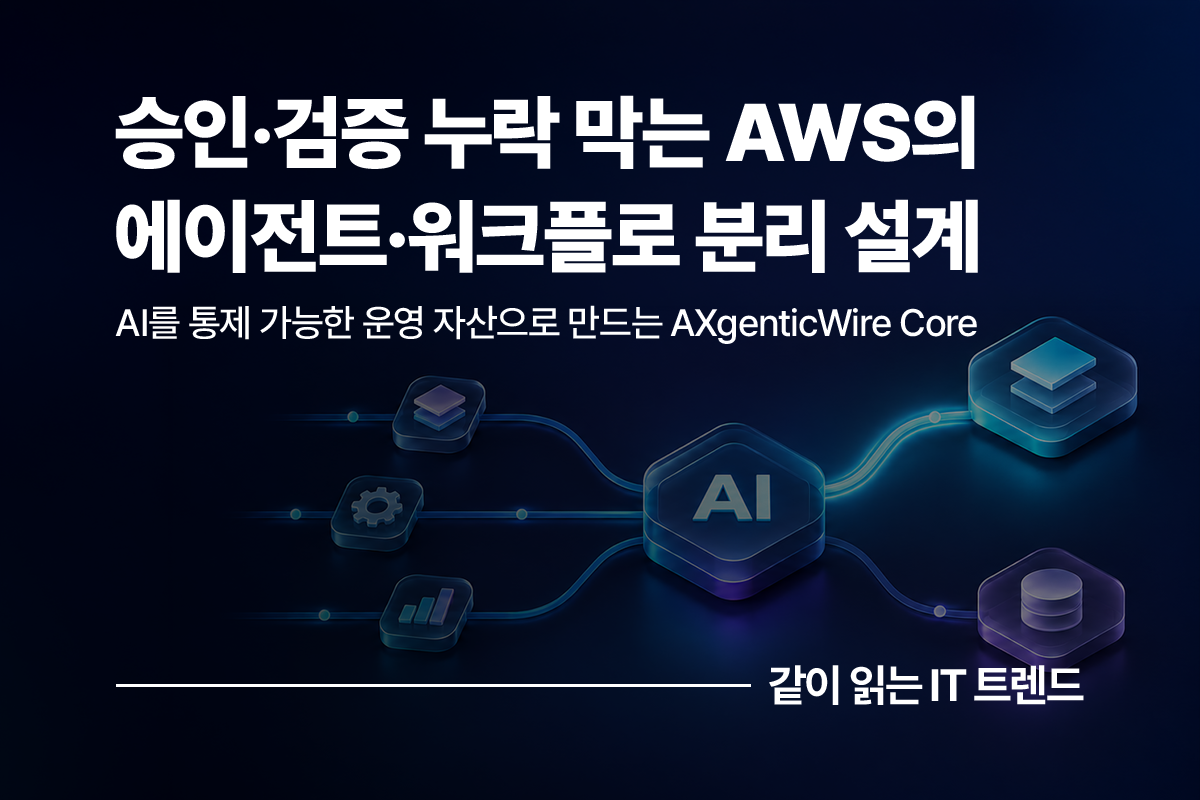 승인·검증 누락 막는 AWS의
에이전트·워크플로 분리 설계
AI를 통제 가능한 운영 자산으로 만드는 AXgenticWire Core
AI
같이 읽는 IT 트렌드